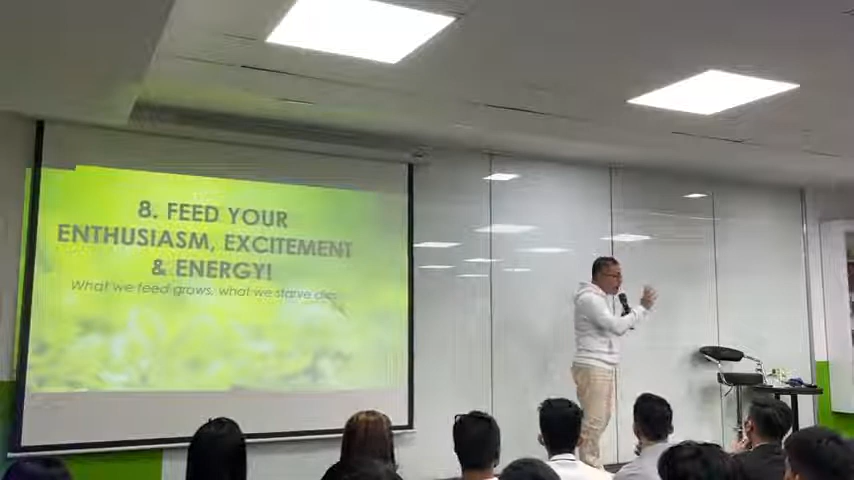 8. FEED YOUR
ENTHUSIASM, EXCITEMENT
& ENERGY!
What we feed grows, what we starve dies